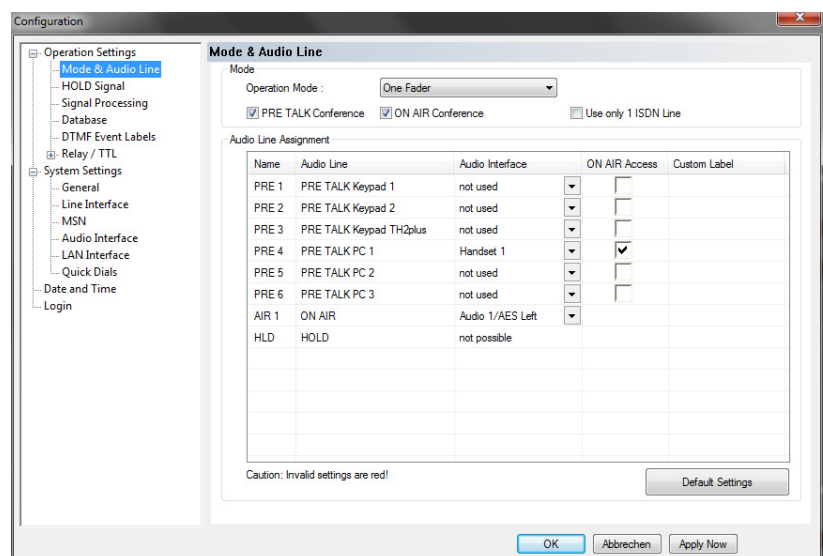 Configuration
Operation Settings
Mode & Audio Line
HOLD Signal
Signal Processing
Database
DTMF Event Labels
Relay / TTL
System Settings
General
Line Interface
MSN
Audio Interface
LAN Interface
Quick Dials
Date and Time
Login
Mode & Audio Line
Mode
Operation Mode : One Fader
PRE TALK Conference ON AIR Conference Use only 1 ISDN Line
Audio Line Assignment
Name Audio Line Audio Interface ON AIR Access Custom Label
PRE 1 PRE TALK Keypad 1 not used
PRE 2 PRE TALK Keypad 2 not used
PRE 3 PRE TALK Keypad TH2plus not used
PRE 4 PRE TALK PC 1 Handset 1
PRE 5 PRE TALK PC 2 not used
PRE 6 PRE TALK PC 3 not used
AIR 1 ON AIR Audio 1/AES Left
HLD HOLD not possible
Caution: Invalid settings are red!
Default Settings
OK Abbrechen Apply Now